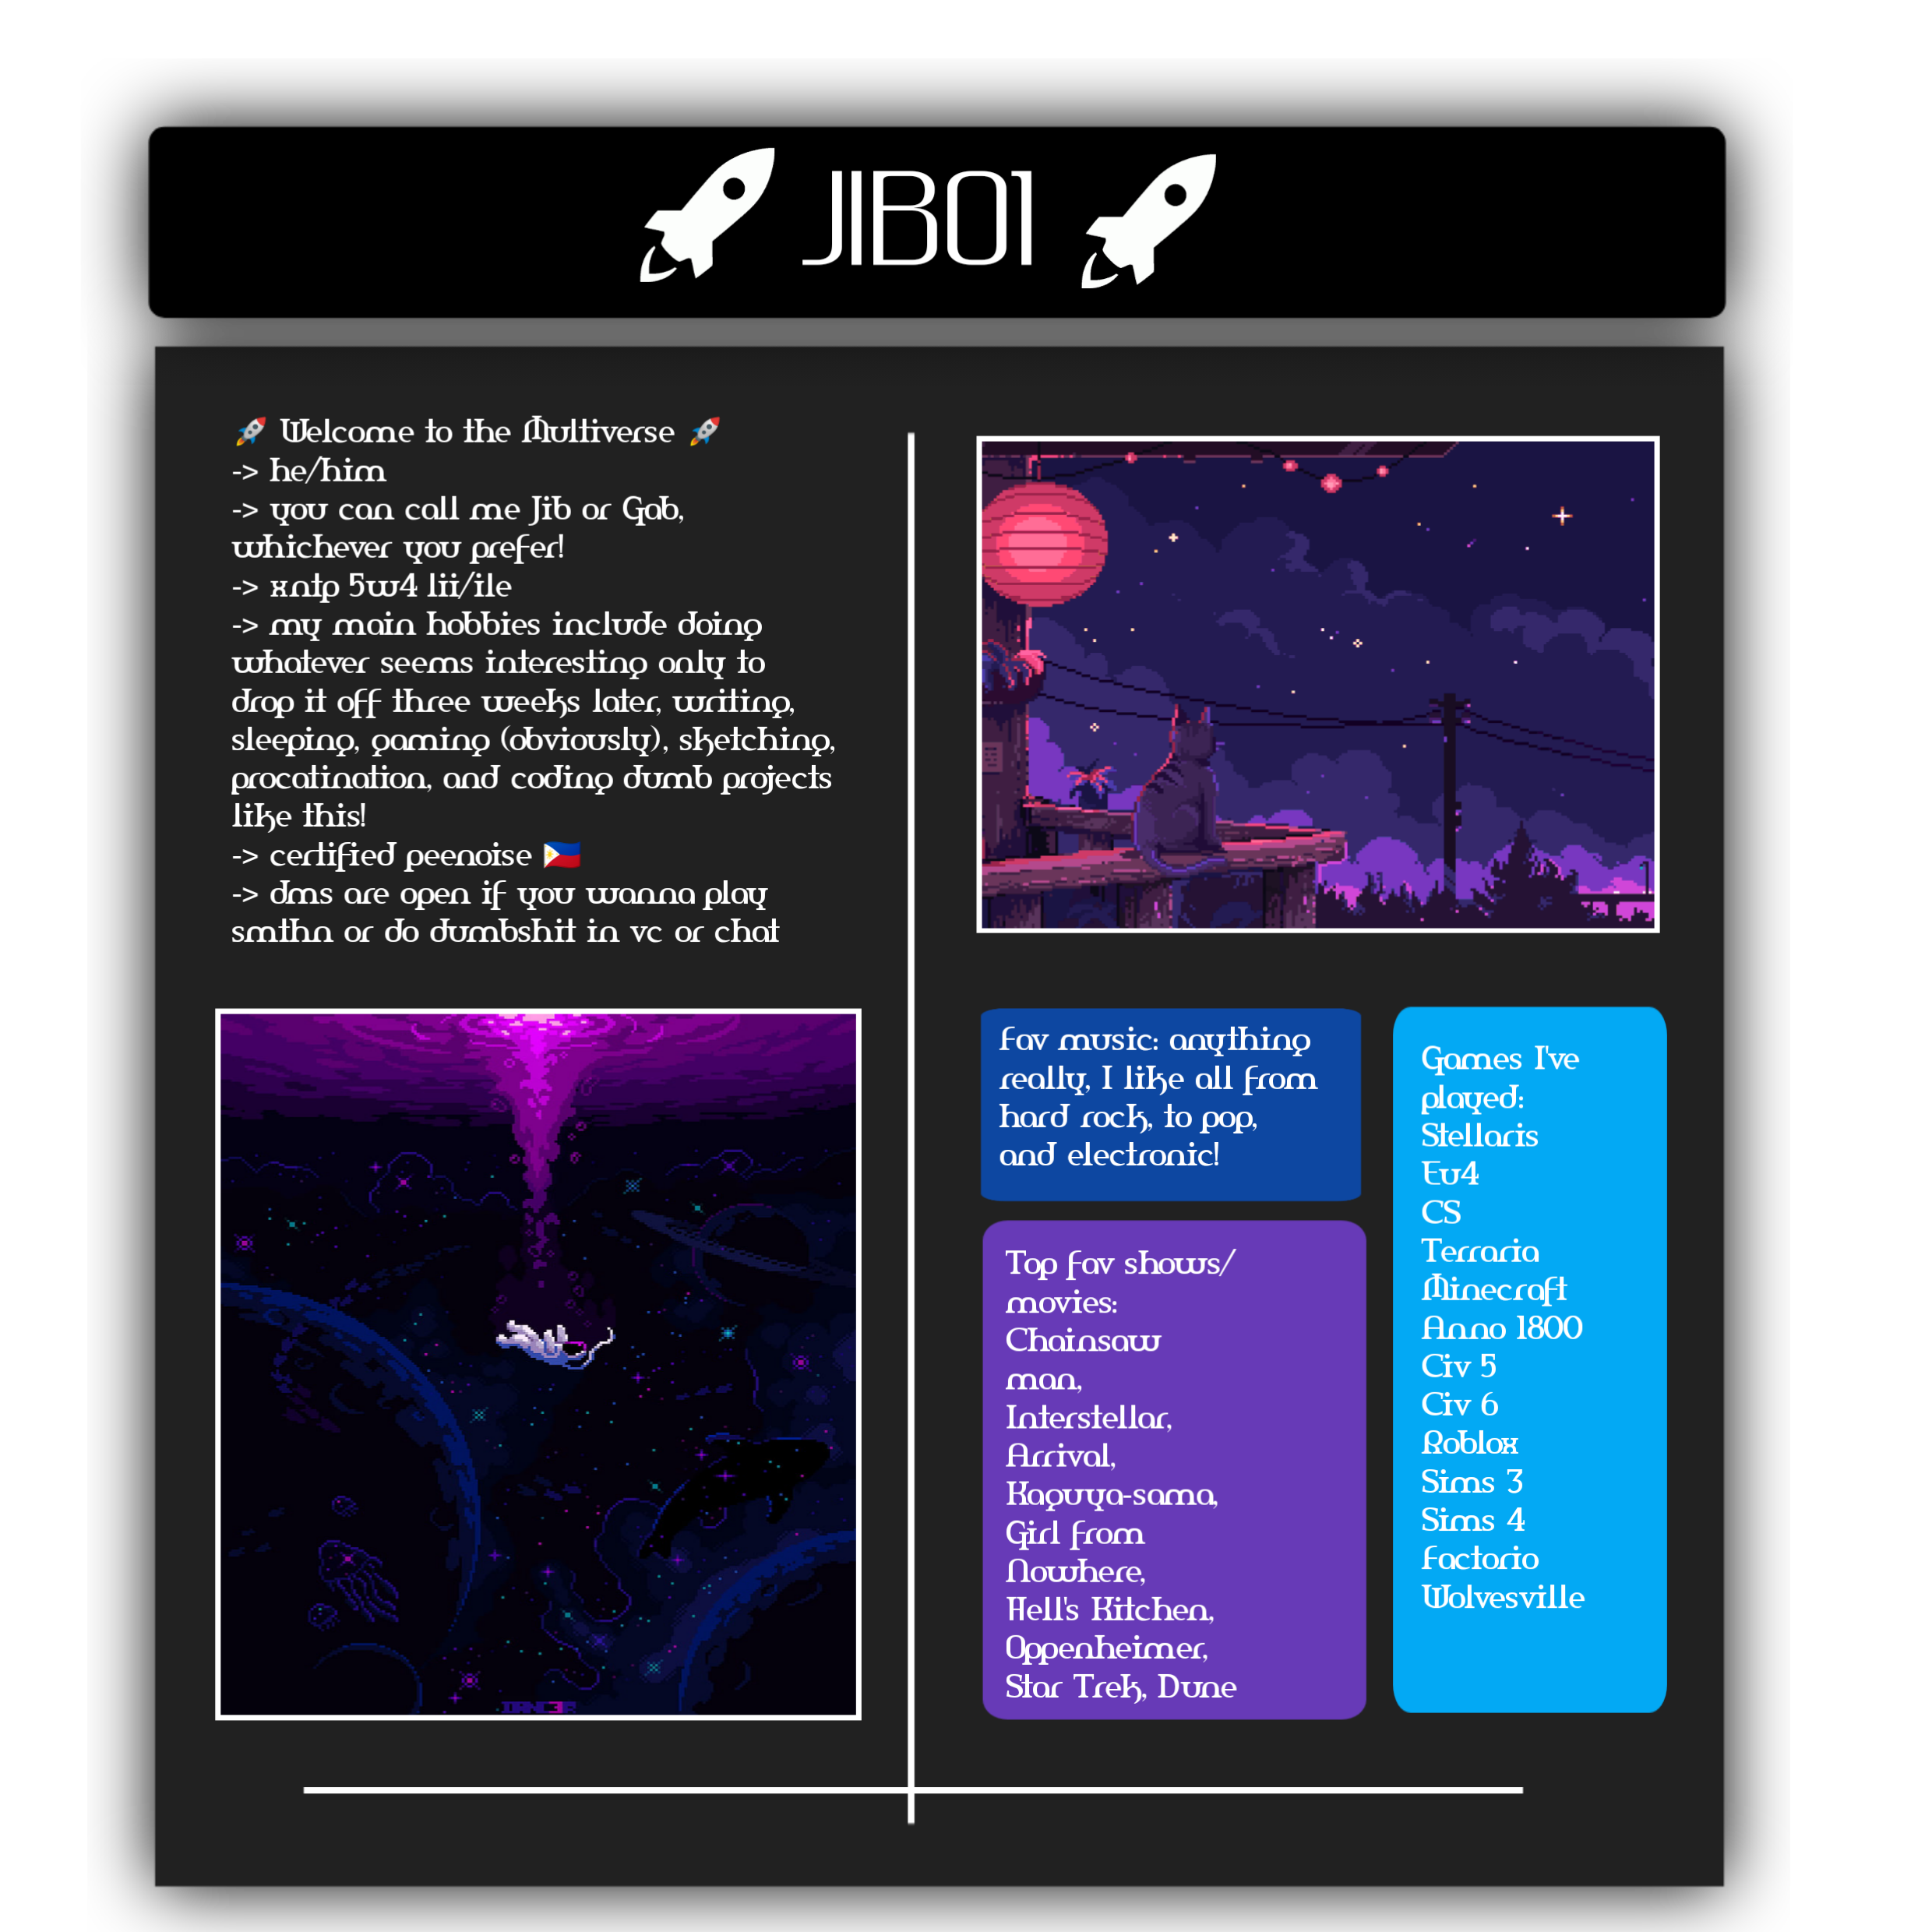 JIBO1
🚀 Welcome to the Multiverse 🚀
-> he/him
-> you can call me Jib or Gab,
whichever you prefer!
-> xntp 5w4 lii/ile
-> my main hobbies include doing
whatever seems interesting only to
drop it off three weeks later, writing,
sleeping, gaming (obviously), sketching,
procatination, and coding dumb projects
like this!
-> certified peenoise 🇵🇭
-> dms are open if you wanna play
smthn or do dumbshit in vc or chat
Fav music: anything
really, I like all from
hard rock, to pop,
and electronic!
Top fav shows/
movies:
Chainsaw
man,
Interstellar,
Arrival,
Kaguya-sama,
Girl from
Nowhere,
Hell's Kitchen,
Oppenheimer,
Star Trek, Dune
Games I've
played:
Stellaris
Eu4
CS
Terraria
Minecraft
Anno 1800
Civ 5
Civ 6
Roblox
Sims 3
Sims 4
Factorio
Wolvesville